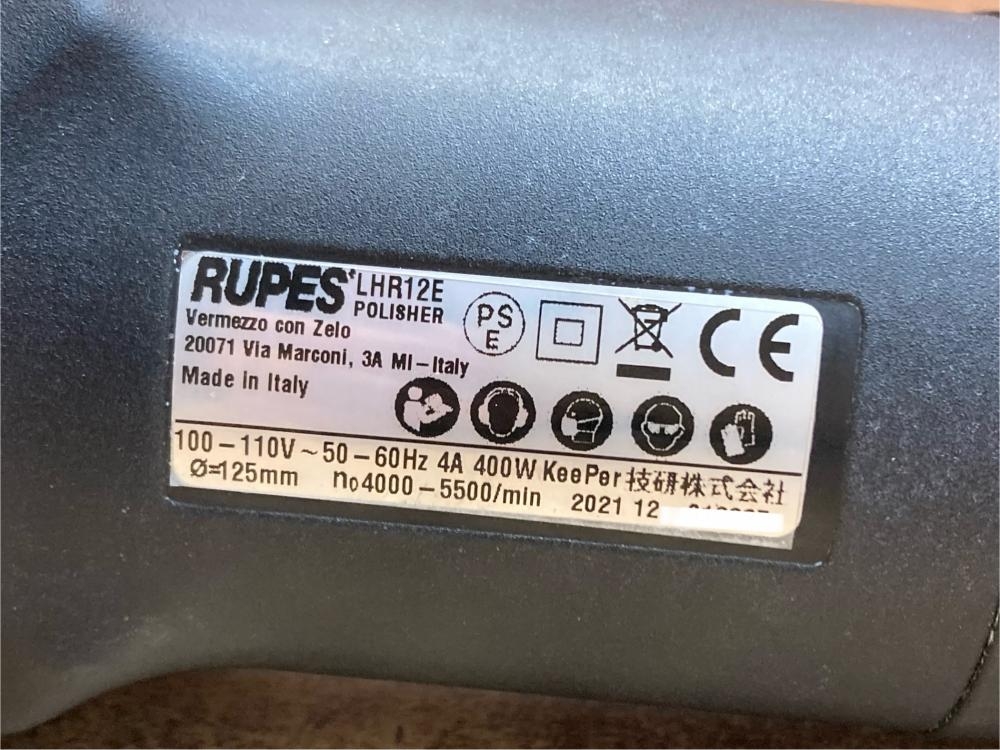 RUPES LHR12E
POLISHER
Vermezzo con Zelo
20071 Via Marconi, 3A MI-Italy
Made in Italy
PS
E
CE
100-110V~50-60Hz 4A 400W KeePer技研株式会社
Ø=125mm n₀4000-5500/min 2021 12